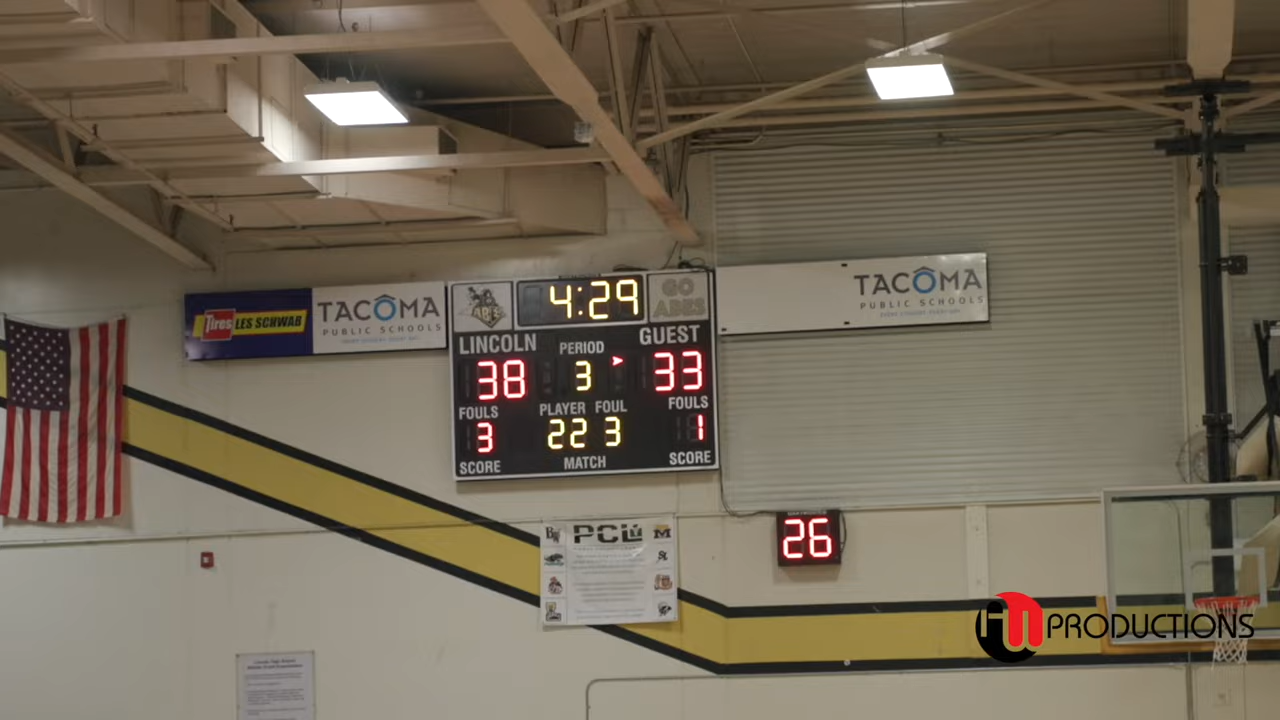 4:29
GO
ABES
ABES
Tires LES SCHWAB
TACOMA
PUBLIC SCHOOLS
TACOMA
PUBLIC SCHOOLS
LINCOLN
PERIOD
GUEST
38
3
33
FOULS
PLAYER FOUL
FOULS
3
22 3
1
SCORE
MATCH
SCORE
PCL
26
PRODUCTIONS